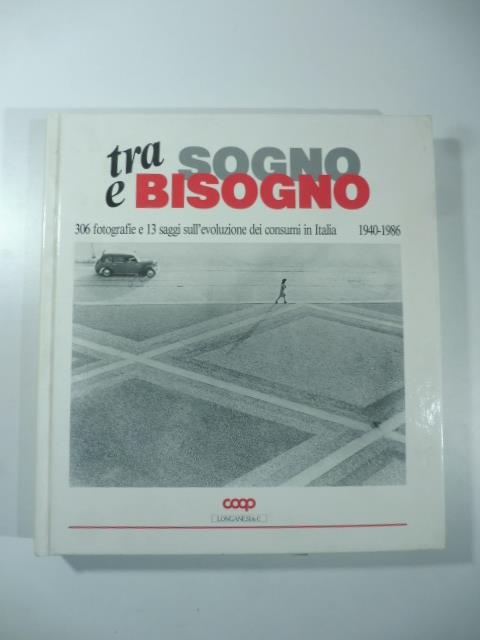 tra SOGNO
e BISOGNO
306 fotografie e 13 saggi sull'evoluzione dei consumi in Italia 1940-1986
coop
LONGANESI & C